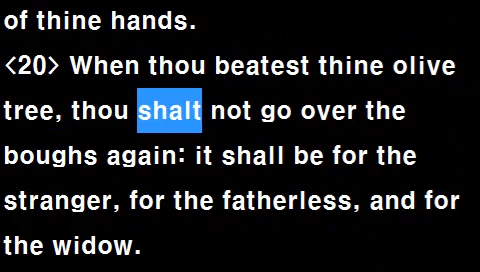 of thine hands.
<20> When thou beatest thine olive
tree, thou shalt not go over the
boughs again: it shall be for the
stranger, for the fatherless, and for
the widow.